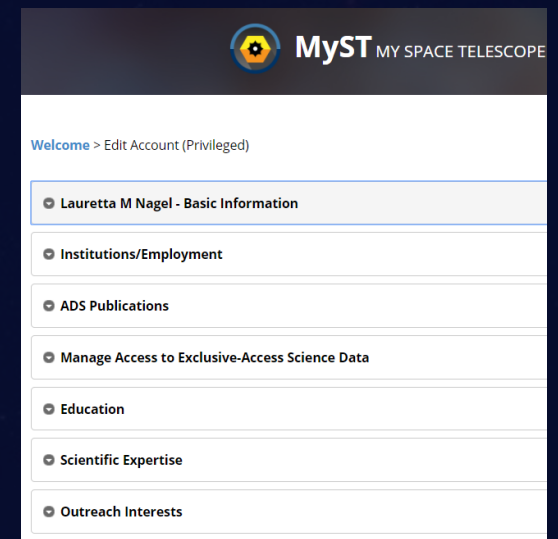 MyST MY SPACE TELESCOPE
Welcome > Edit Account (Privileged)
Lauretta M Nagel - Basic Information
Institutions/Employment
ADS Publications
Manage Access to Exclusive-Access Science Data
Education
Scientific Expertise
Outreach Interests